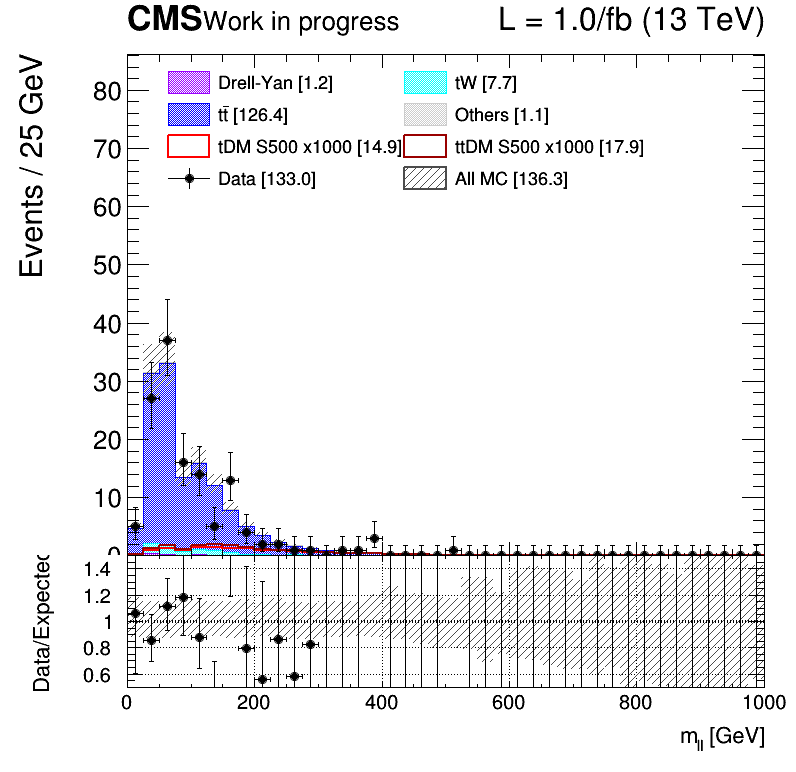 CMS Work in progress L = 1.0/fb (13 TeV)
Events / 25 GeV
80
70
60
50
40
30
20
10
0
Drell-Yan [1.2] tW [7.7]
tt̄ [126.4] Others [1.1]
tDM S500 x1000 [14.9] ttDM S500 x1000 [17.9]
Data [133.0] All MC [136.3]
Data/Expected
1.4
1.2
1
0.8
0.6
0 200 400 600 800 1000
m_ll [GeV]